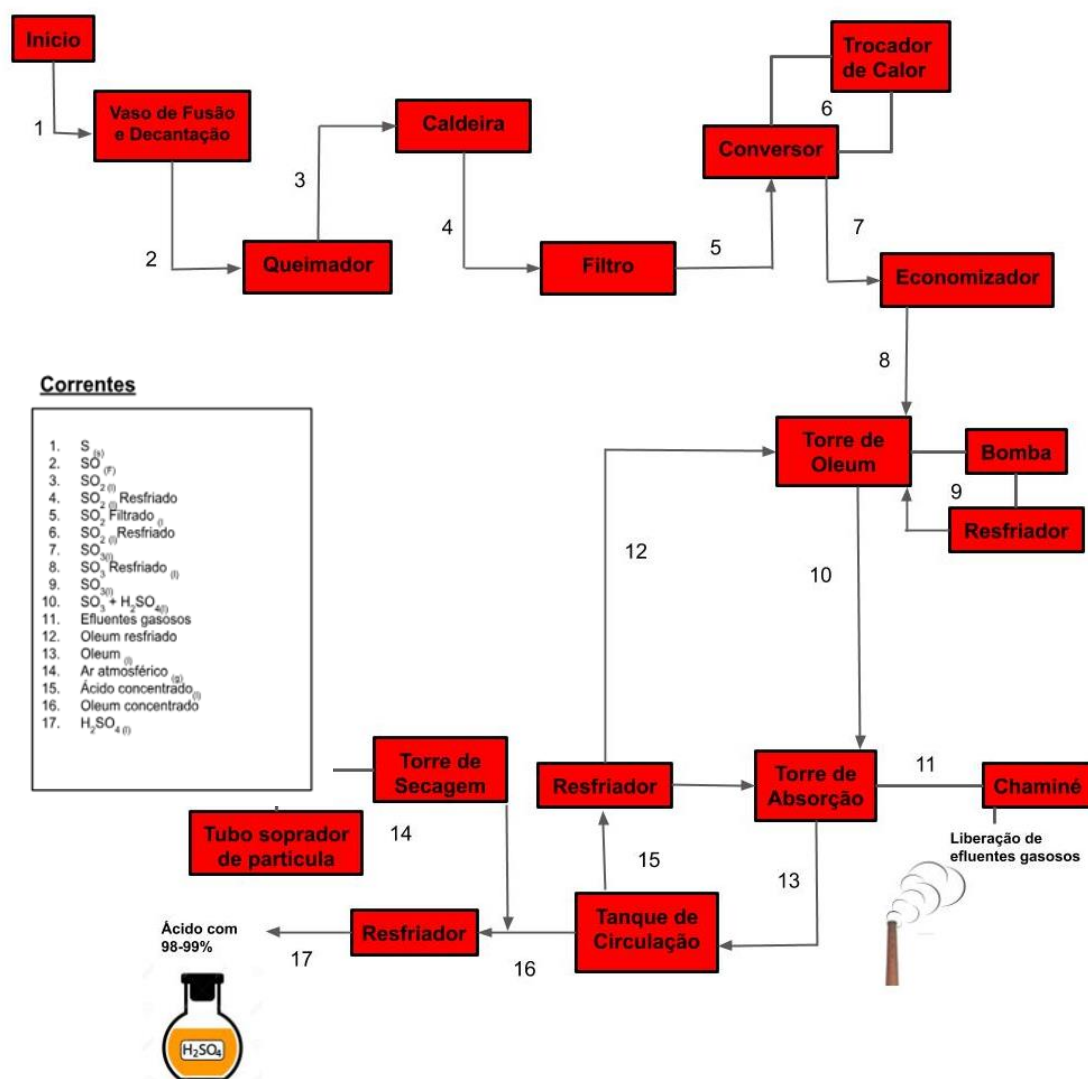 Início
1
Vaso de Fusão
e Decantação
2
Queimador
3
Caldeira
4
Filtro
5
Conversor
6
Trocador
de Calor
7
Economizador
8
Torre de
Oleum
Bomba
9
Resfriador
10
12
Correntes
1. S (s)
2. SO (F)
3. SO2 (l)
4. SO2 (l) Resfriado
5. SO2 Filtrado (l
6. SO2 (l) Resfriado
7. SO3(l)
8. SO3 Resfriado (l)
9. SO3(l)
10. SO3 + H2SO4(l)
11. Efluentes gasosos
12. Oleum resfriado
13. Oleum (l)
14. Ar atmosférico (g)
15. Ácido concentrado(l)
16. Oleum concentrado
17. H2SO4 (l)
Torre de
Secagem
Tubo soprador
de particula
14
Resfriador
15
Torre de
Absorção
11
Chaminé
Liberação de
efluentes gasosos
13
Tanque de
Circulação
16
Resfriador
17
Ácido com
98-99%
H2SO4